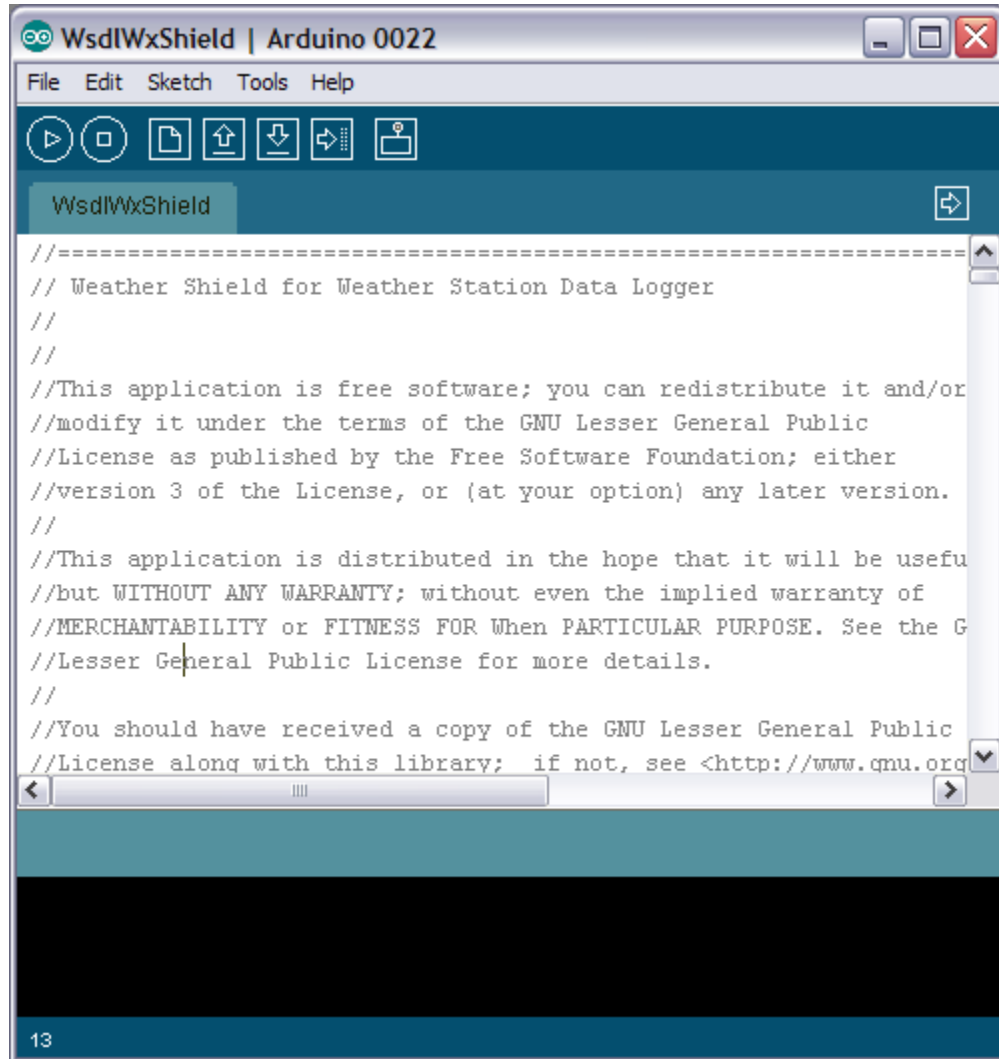 WsdlWxShield | Arduino 0022
File Edit Sketch Tools Help
WsdlWxShield
//=================================================================
// Weather Shield for Weather Station Data Logger
//
//
//This application is free software; you can redistribute it and/or
//modify it under the terms of the GNU Lesser General Public
//License as published by the Free Software Foundation; either
//version 3 of the License, or (at your option) any later version.
//
//This application is distributed in the hope that it will be usefu
//but WITHOUT ANY WARRANTY; without even the implied warranty of
//MERCHANTABILITY or FITNESS FOR When PARTICULAR PURPOSE. See the G
//Lesser General Public License for more details.
//
//You should have received a copy of the GNU Lesser General Public
//License along with this library;  if not, see <http://www.gnu.org
13